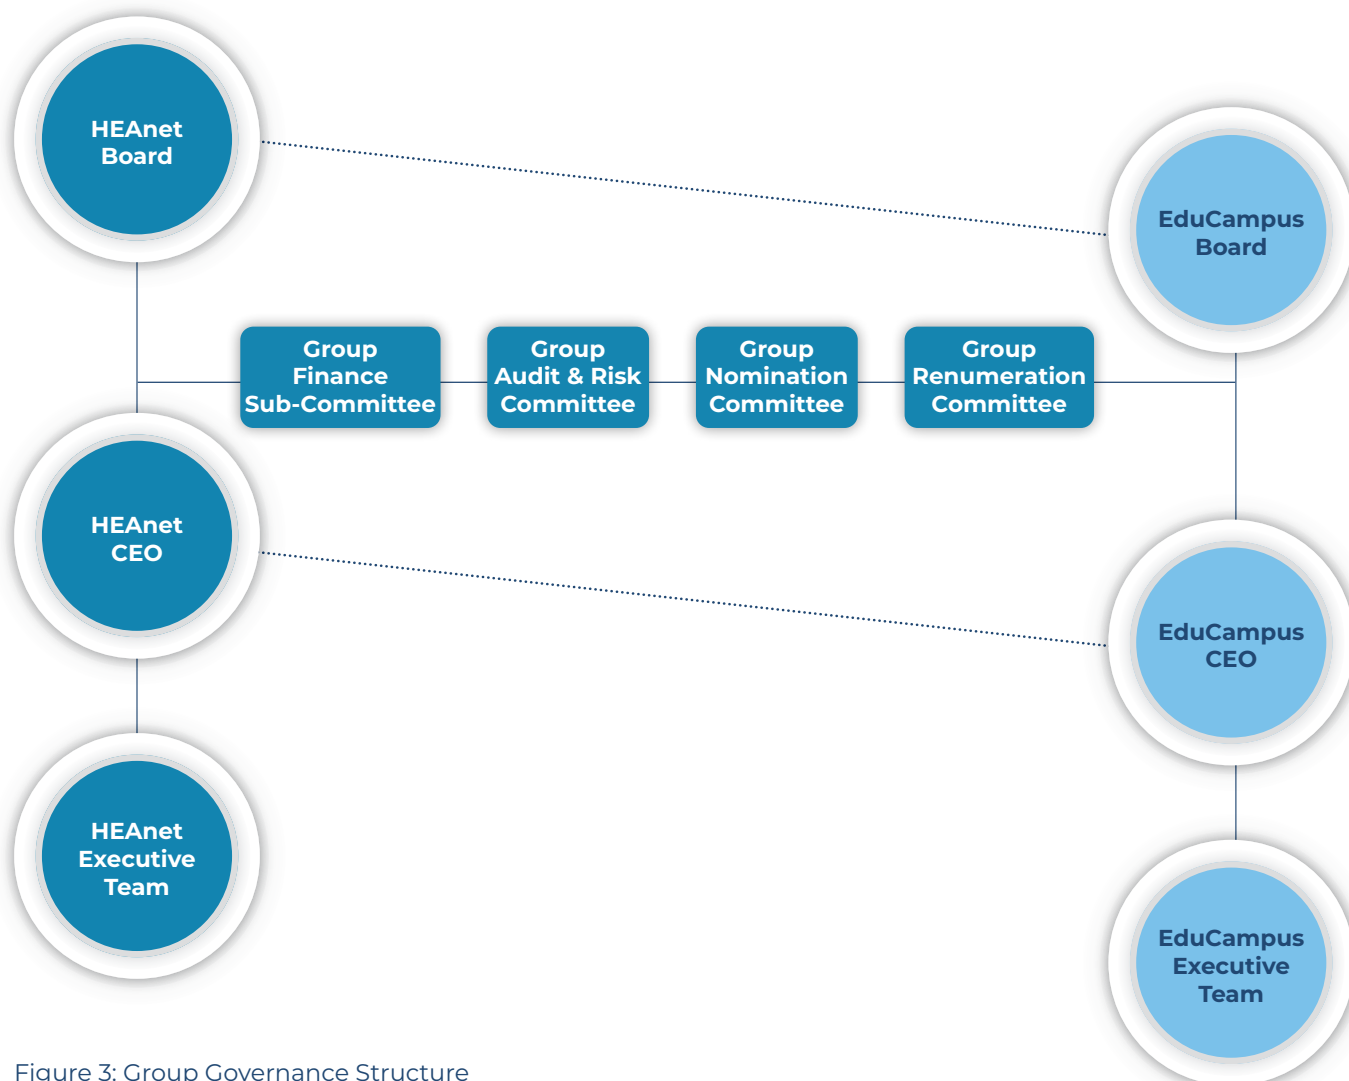 HEAnet
Board
EduCampus
Board
Group
Finance
Sub-Committee
Group
Audit & Risk
Committee
Group
Nomination
Committee
Group
Renumeration
Committee
HEAnet
CEO
EduCampus
CEO
HEAnet
Executive
Team
EduCampus
Executive
Team
Figure 3: Group Governance Structure